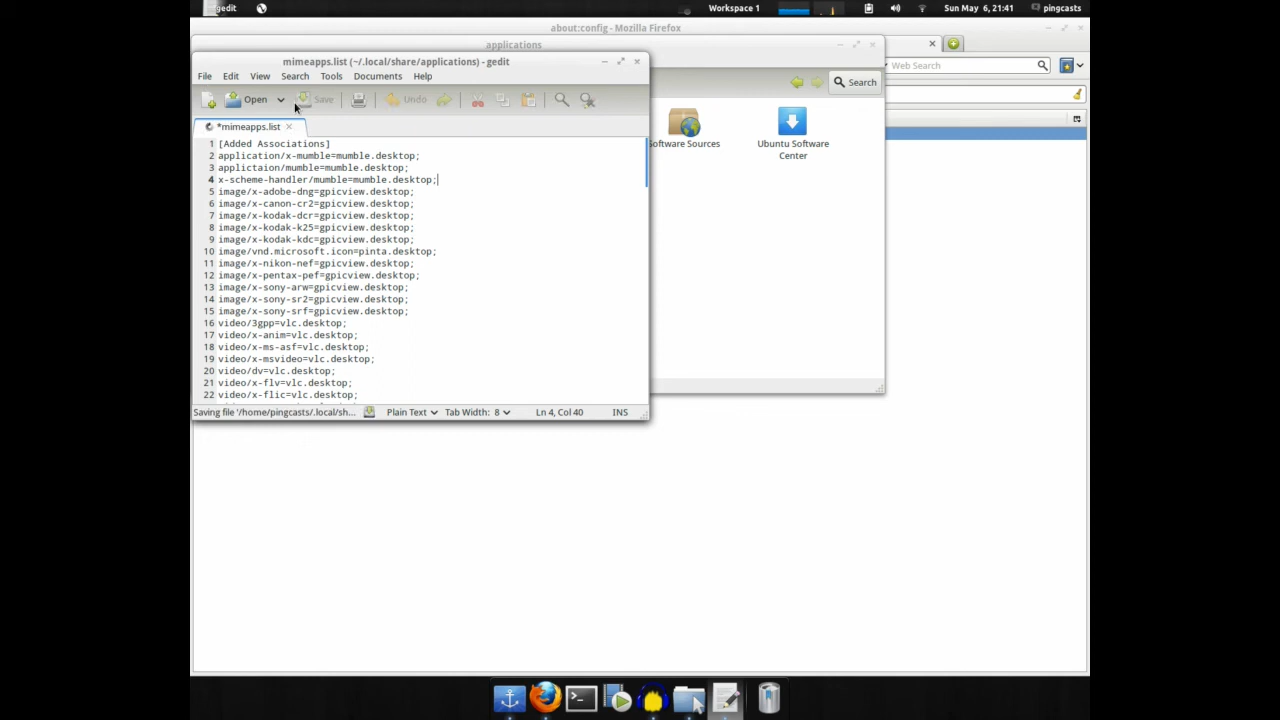 gedit
Workspace 1
Sun May 6, 21:41
pingcasts
about:config - Mozilla Firefox
applications
Web Search
Search
Software Sources
Ubuntu Software
Center
mimeapps.list (~/.local/share/applications) - gedit
File Edit View Search Tools Documents Help
Open Save Undo
*mimeapps.list
1 [Added Associations]
2 application/x-mumble=mumble.desktop;
3 applictaion/mumble=mumble.desktop;
4 x-scheme-handler/mumble=mumble.desktop;
5 image/x-adobe-dng=gpicview.desktop;
6 image/x-canon-cr2=gpicview.desktop;
7 image/x-kodak-dcr=gpicview.desktop;
8 image/x-kodak-k25=gpicview.desktop;
9 image/x-kodak-kdc=gpicview.desktop;
10 image/vnd.microsoft.icon=pinta.desktop;
11 image/x-nikon-nef=gpicview.desktop;
12 image/x-pentax-pef=gpicview.desktop;
13 image/x-sony-arw=gpicview.desktop;
14 image/x-sony-sr2=gpicview.desktop;
15 image/x-sony-srf=gpicview.desktop;
16 video/3gpp=vlc.desktop;
17 video/x-anim=vlc.desktop;
18 video/x-ms-asf=vlc.desktop;
19 video/x-msvideo=vlc.desktop;
20 video/dv=vlc.desktop;
21 video/x-flv=vlc.desktop;
22 video/x-flic=vlc.desktop;
Saving file '/home/pingcasts/.local/sh... Plain Text Tab Width: 8 Ln 4, Col 40 INS